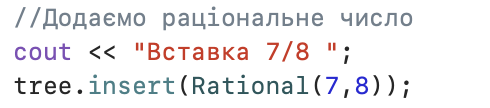 //Додаємо раціональне число
cout << "Вставка 7/8 ";
tree.insert(Rational(7,8));